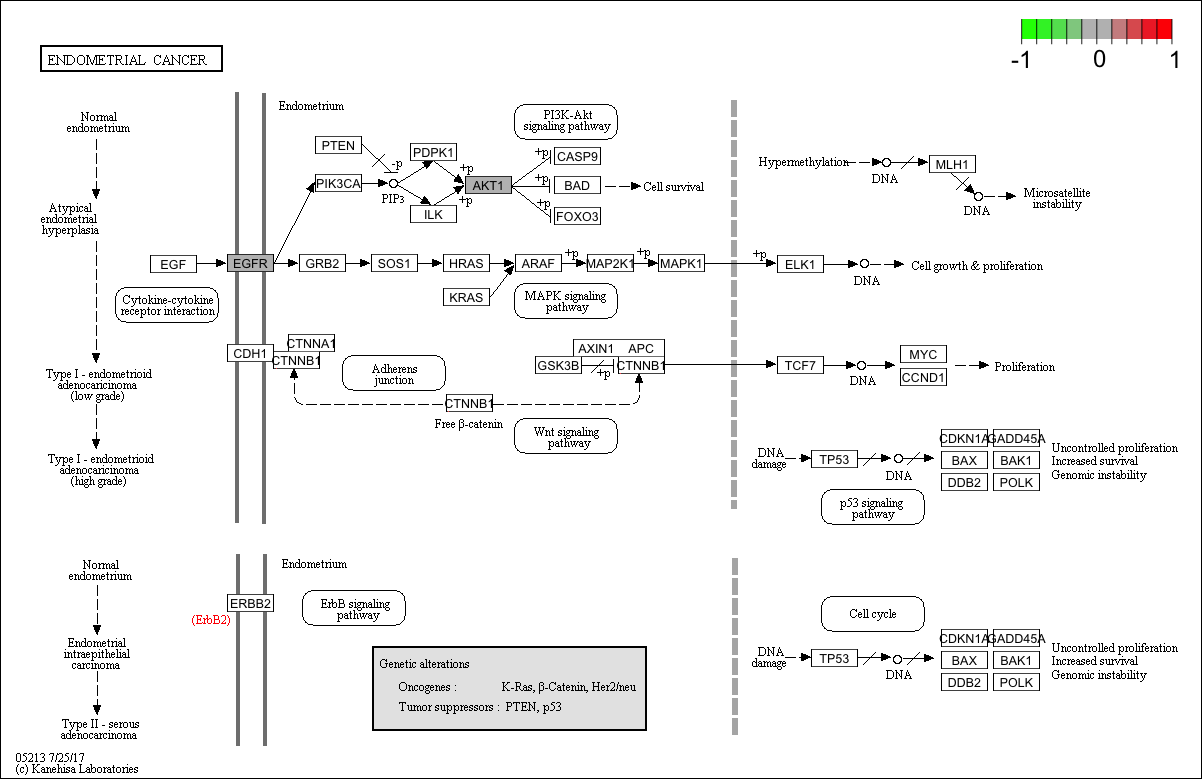 ENDOMETRIAL CANCER
-1
0
1
Normal
endometrium
Atypical
endometrial
hyperplasia
Type I - endometrioid
adenocaricinoma
(low grade)
Type I - endometrioid
adenocaricinoma
(high grade)
Endometrium
PTEN
-p
PIK3CA
PIP3
PDPK1
ILK
+p
+p
AKT1
PI3K-Akt
signaling pathway
+p
CASP9
+p
BAD
+p
FOXO3
Cell survival
Hypermethylation
DNA
MLH1
DNA
Microsatellite
instability
EGF
EGFR
GRB2
SOS1
HRAS
KRAS
ARAF
+p
MAP2K1
+p
MAPK1
+p
ELK1
DNA
Cell growth & proliferation
Cytokine-cytokine
receptor interaction
MAPK signaling
pathway
CDH1
CTNNA1
CTNNB1
Adherens
junction
AXIN1
APC
GSK3B
+p
CTNNB1
TCF7
DNA
MYC
CCND1
Proliferation
CTNNB1
Free β-catenin
Wnt signaling
pathway
DNA
damage
TP53
DNA
CDKN1A
GADD45A
BAX
BAK1
DDB2
POLK
Uncontrolled proliferation
Increased survival
Genomic instability
p53 signaling
pathway
Normal
endometrium
Endometrial
intraepithelial
carcinoma
Type II - serous
adenocarcinoma
Endometrium
ERBB2
(ErbB2)
ErbB signaling
pathway
Cell cycle
DNA
damage
TP53
DNA
CDKN1A
GADD45A
BAX
BAK1
DDB2
POLK
Uncontrolled proliferation
Increased survival
Genomic instability
Genetic alterations
Oncogenes : K-Ras, β-Catenin, Her2/neu
Tumor suppressors : PTEN, p53
05213 7/25/17
(c) Kanehisa Laboratories